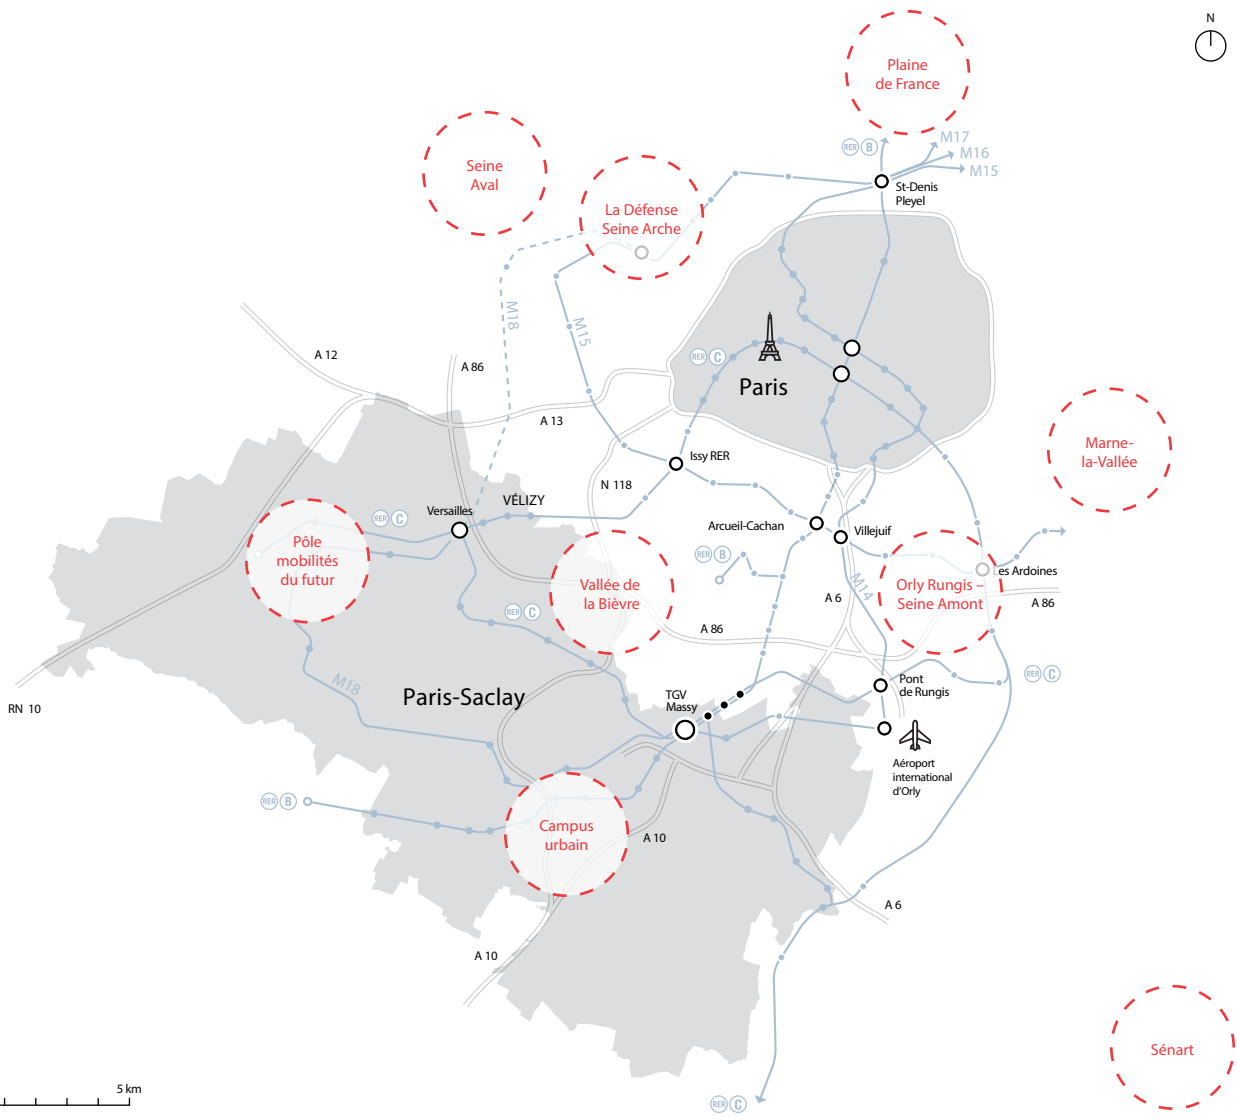 N
Plaine
de France
M17
RER B
M16
M15
Seine
Aval
St-Denis
Pleyel
La Défense
Seine Arche
M18
M15
A 12
A 86
RER C
Paris
A 13
Marne-
la-Vallée
Issy RER
N 118
VÉLIZY
Versailles
RER C
Arcueil-Cachan
Villejuif
Pôle
mobilités
du futur
RER B
Les Ardoines
Vallée de
la Bièvre
M14
Orly Rungis –
Seine Amont
A 6
A 86
RER C
A 86
M18
Paris-Saclay
TGV
Massy
Pont
de Rungis
RER C
RN 10
Aéroport
international
d'Orly
RER B
Campus
urbain
A 10
A 6
A 10
Sénart
5 km
RER C